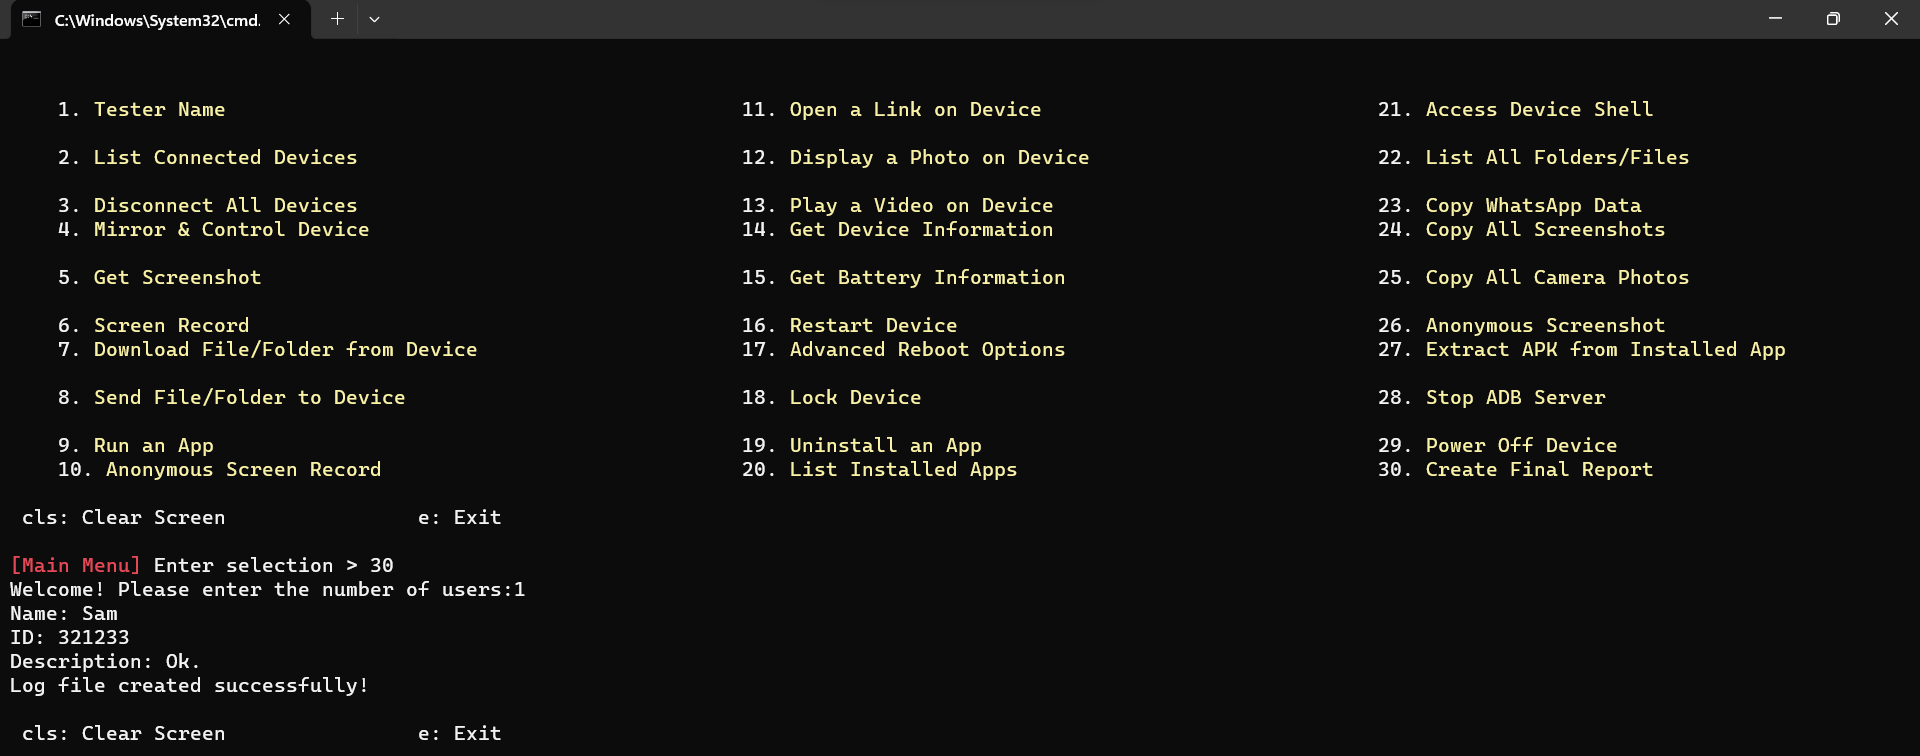 C:\Windows\System32\cmd.
1. Tester Name 11. Open a Link on Device 21. Access Device Shell
2. List Connected Devices 12. Display a Photo on Device 22. List All Folders/Files
3. Disconnect All Devices 13. Play a Video on Device 23. Copy WhatsApp Data
4. Mirror & Control Device 14. Get Device Information 24. Copy All Screenshots
5. Get Screenshot 15. Get Battery Information 25. Copy All Camera Photos
6. Screen Record 16. Restart Device 26. Anonymous Screenshot
7. Download File/Folder from Device 17. Advanced Reboot Options 27. Extract APK from Installed App
8. Send File/Folder to Device 18. Lock Device 28. Stop ADB Server
9. Run an App 19. Uninstall an App 29. Power Off Device
10. Anonymous Screen Record 20. List Installed Apps 30. Create Final Report
cls: Clear Screen e: Exit
[Main Menu] Enter selection > 30
Welcome! Please enter the number of users:1
Name: Sam
ID: 321233
Description: Ok.
Log file created successfully!
cls: Clear Screen e: Exit